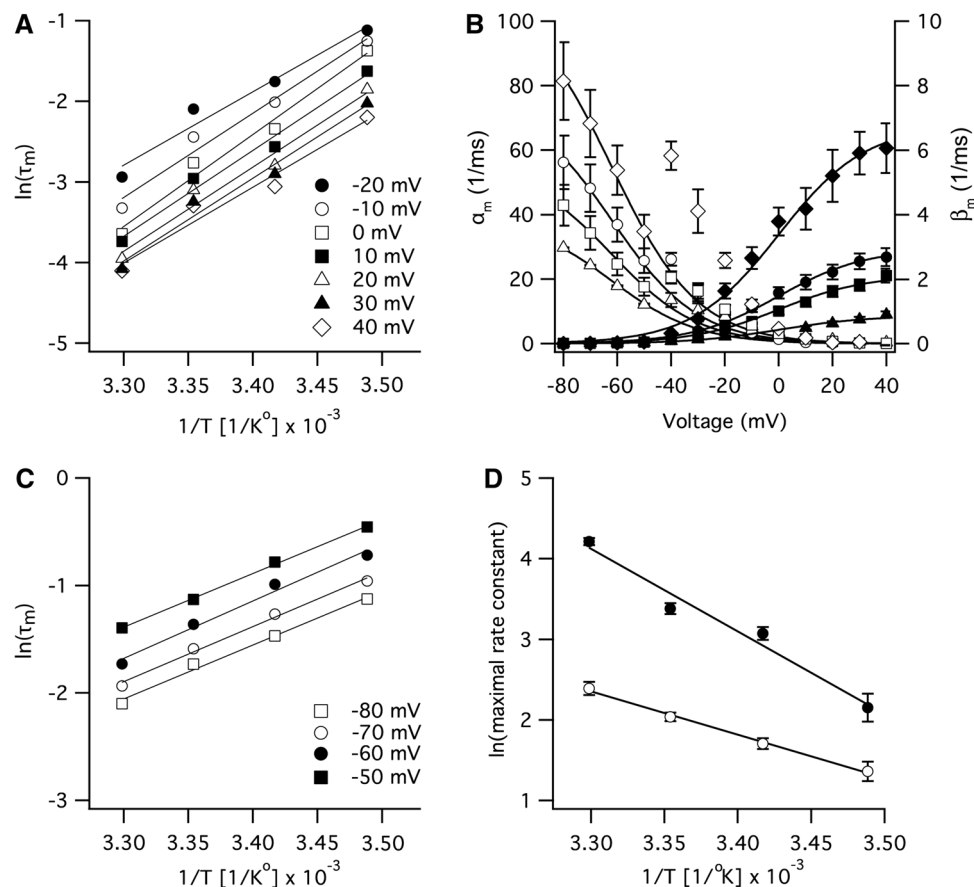 A
-1
-2
-3
-4
-5
ln(τm)
-20 mV
-10 mV
0 mV
10 mV
20 mV
30 mV
40 mV
3.30 3.35 3.40 3.45 3.50
1/T [1/K°] x 10⁻³
B
100
80
60
40
20
0
αm (1/ms)
10
8
6
4
2
0
βm (1/ms)
-80 -60 -40 -20 0 20 40
Voltage (mV)
C
0
-1
-2
-3
ln(τm)
-80 mV
-70 mV
-60 mV
-50 mV
3.30 3.35 3.40 3.45 3.50
1/T [1/K°] x 10⁻³
D
5
4
3
2
1
ln(maximal rate constant)
3.30 3.40 3.50
1/T [1/°K] x 10⁻³